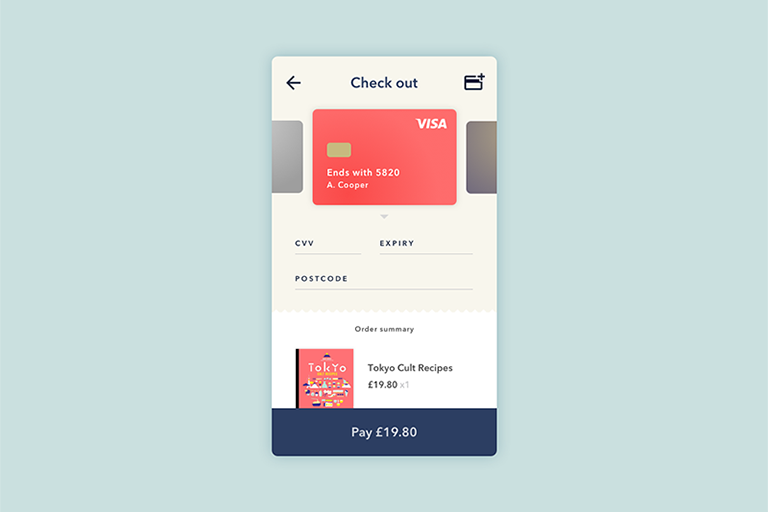 Check out
VISA
Ends with 5820
A. Cooper
CVV EXPIRY
POSTCODE
Order summary
TOKYO
Tokyo Cult Recipes
£19.80 x1
Pay £19.80